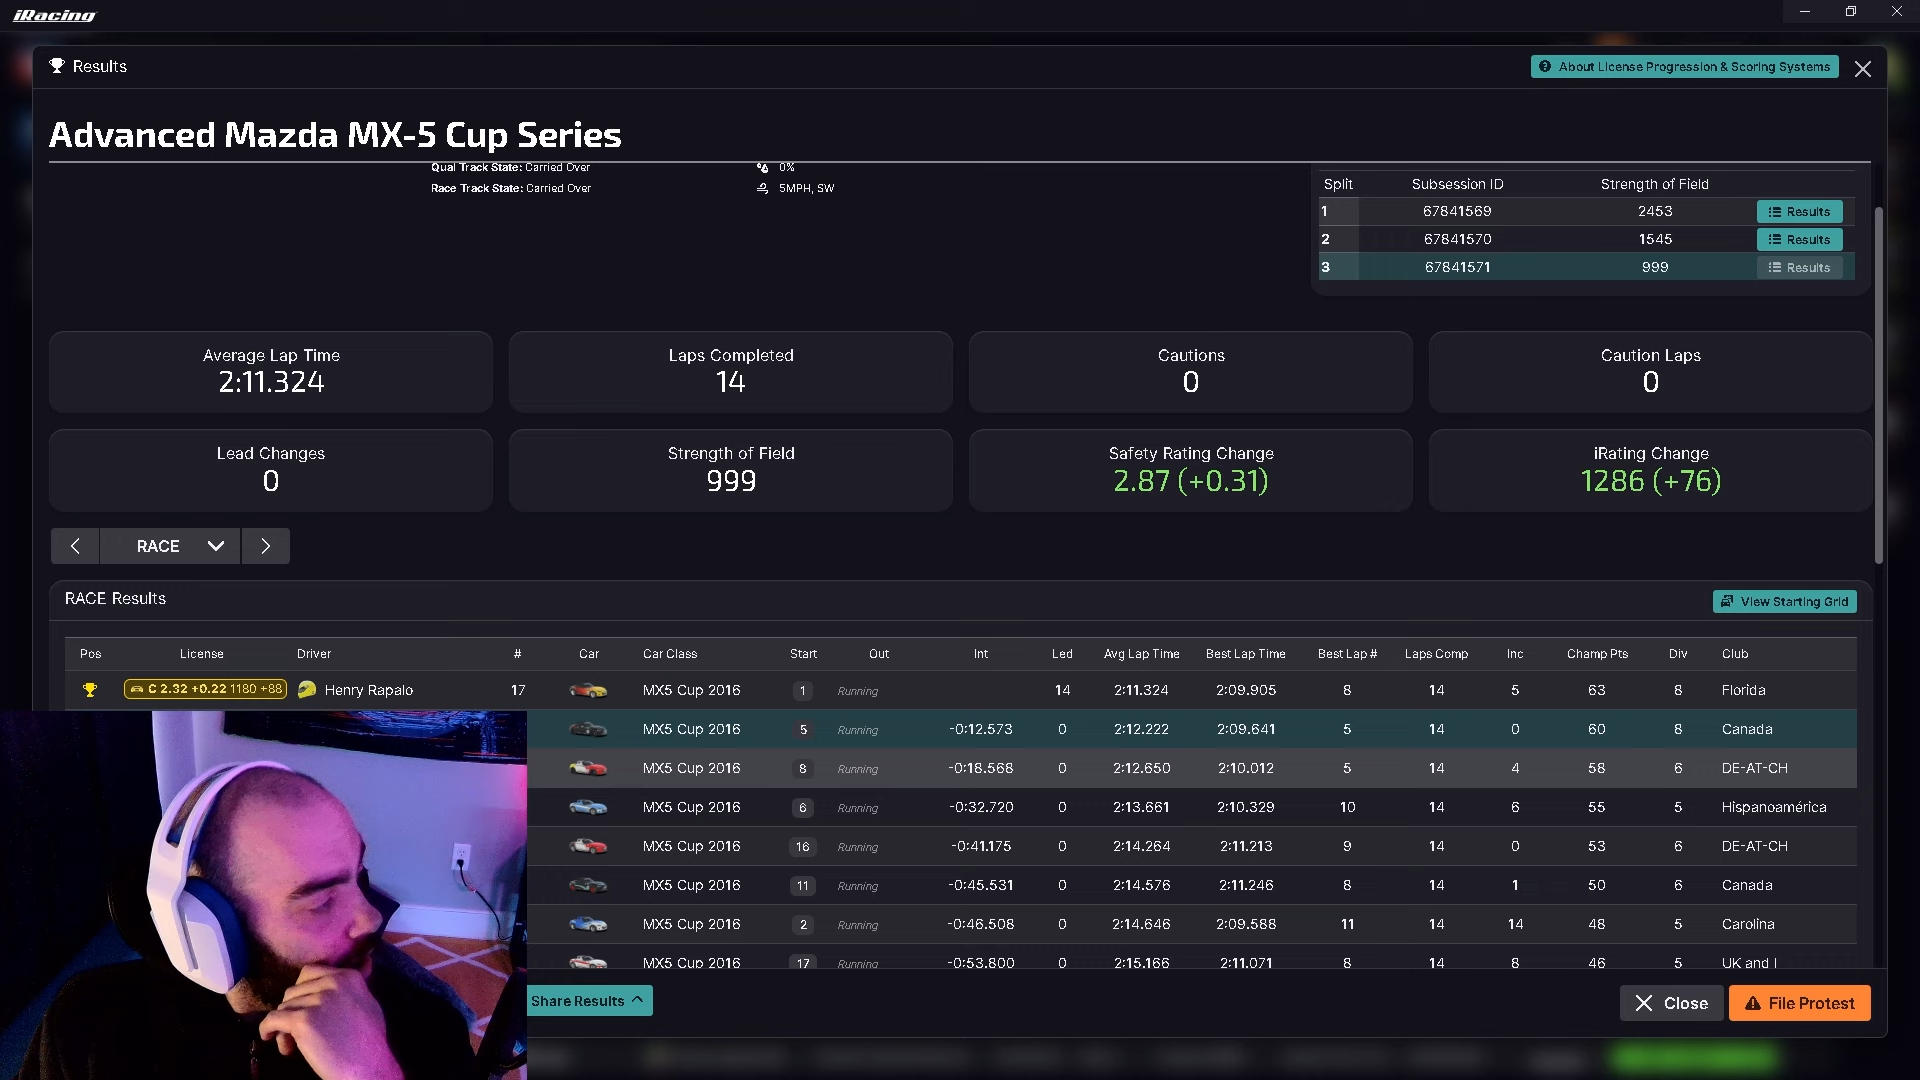 iRacing
Results
About License Progression & Scoring Systems
Advanced Mazda MX-5 Cup Series
Qual Track State: Carried Over 0%
Race Track State: Carried Over 5MPH, SW
Split Subsession ID Strength of Field
1 67841569 2453 Results
2 67841570 1545 Results
3 67841571 999 Results
Average Lap Time Laps Completed Cautions Caution Laps
2:11.324 14 0 0
Lead Changes Strength of Field Safety Rating Change iRating Change
0 999 2.87 (+0.31) 1286 (+76)
RACE
RACE Results View Starting Grid
Pos License Driver # Car Car Class Start Out Int Led Avg Lap Time Best Lap Time Best Lap # Laps Comp Inc Champ Pts Div Club
C 2.32 +0.22 1180 +88 Henry Rapalo 17 MX5 Cup 2016 1 Running 14 2:11.324 2:09.905 8 14 5 63 8 Florida
MX5 Cup 2016 5 Running -0:12.573 0 2:12.222 2:09.641 5 14 0 60 8 Canada
MX5 Cup 2016 8 Running -0:18.568 0 2:12.650 2:10.012 5 14 4 58 6 DE-AT-CH
MX5 Cup 2016 6 Running -0:32.720 0 2:13.661 2:10.329 10 14 6 55 5 Hispanoamérica
MX5 Cup 2016 16 Running -0:41.175 0 2:14.264 2:11.213 9 14 0 53 6 DE-AT-CH
MX5 Cup 2016 11 Running -0:45.531 0 2:14.576 2:11.246 8 14 1 50 6 Canada
MX5 Cup 2016 2 Running -0:46.508 0 2:14.646 2:09.588 11 14 14 48 5 Carolina
MX5 Cup 2016 17 Running -0:53.800 0 2:15.166 2:11.071 8 14 8 46 5 UK and I
Share Results Close File Protest